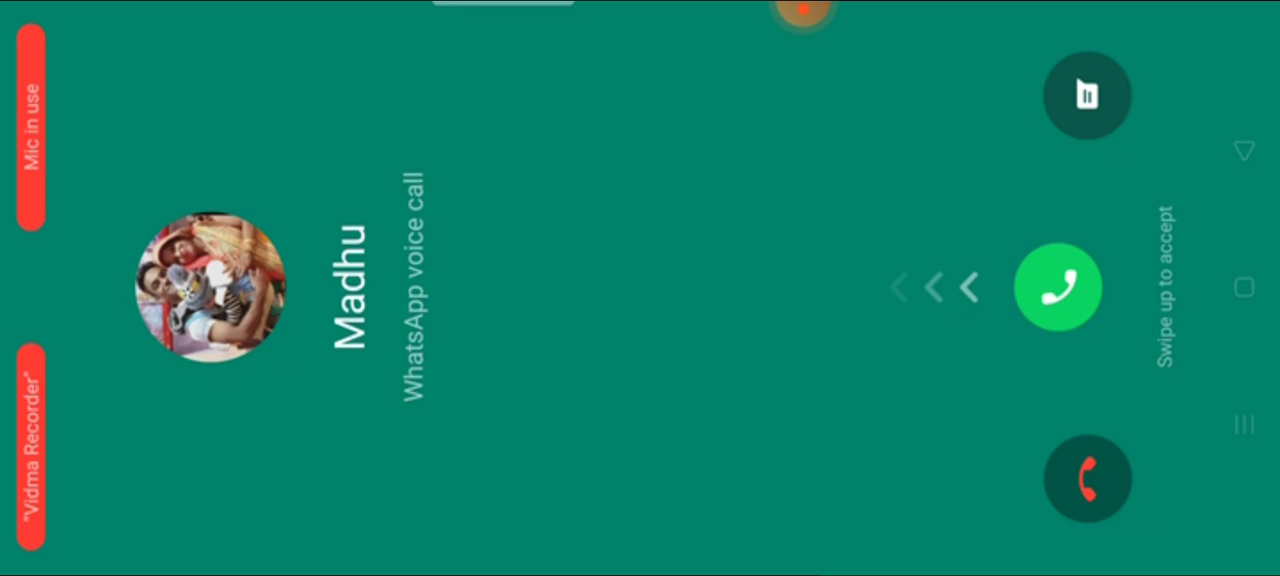 "Vidma Recorder"
Mic in use
Madhu
WhatsApp voice call
Swipe up to accept